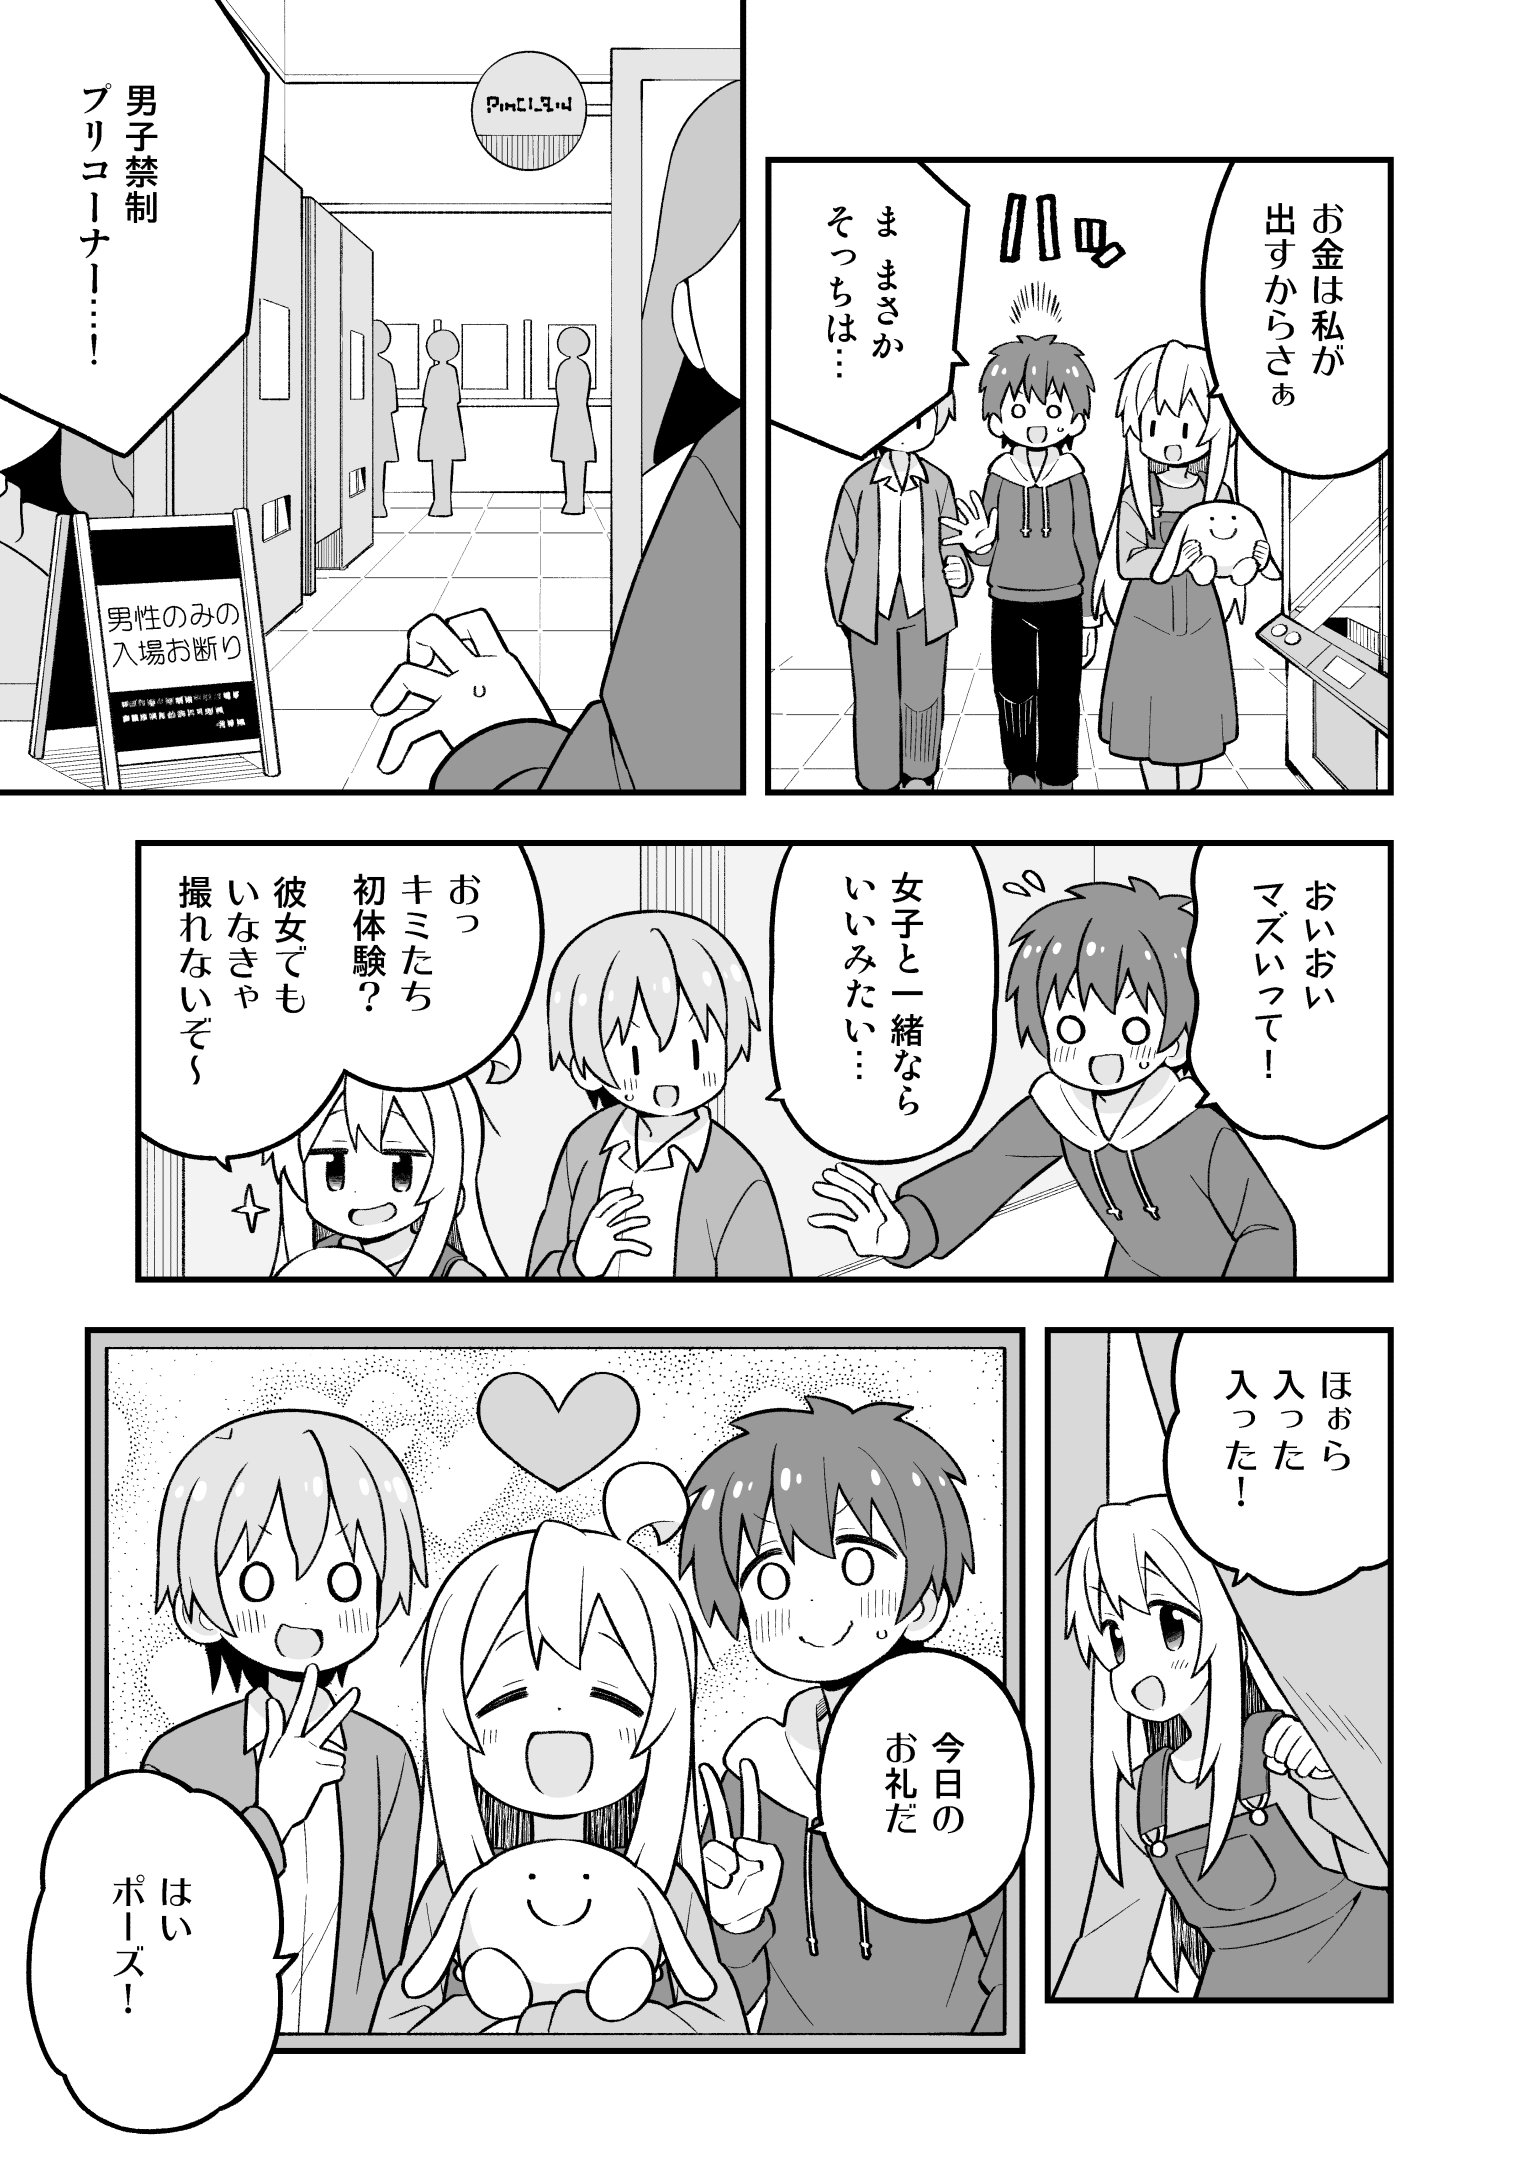 お金は私が
出すからさぁ
バッ
ま まさか
そっちは…
男子禁制
プリコーナー…！
男性のみの
入場お断り
おいおい
マズいって！
女子と一緒なら
いいみたい…
おっ
キミたち
初体験？
彼女でも
いなきゃ
撮れないぞ～
ほぉら
入った
入った！
今日の
お礼だ
はい
ポーズ！